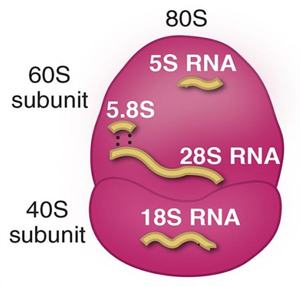 80S
60S
subunit
5S RNA
5.8S
28S RNA
40S
subunit
18S RNA